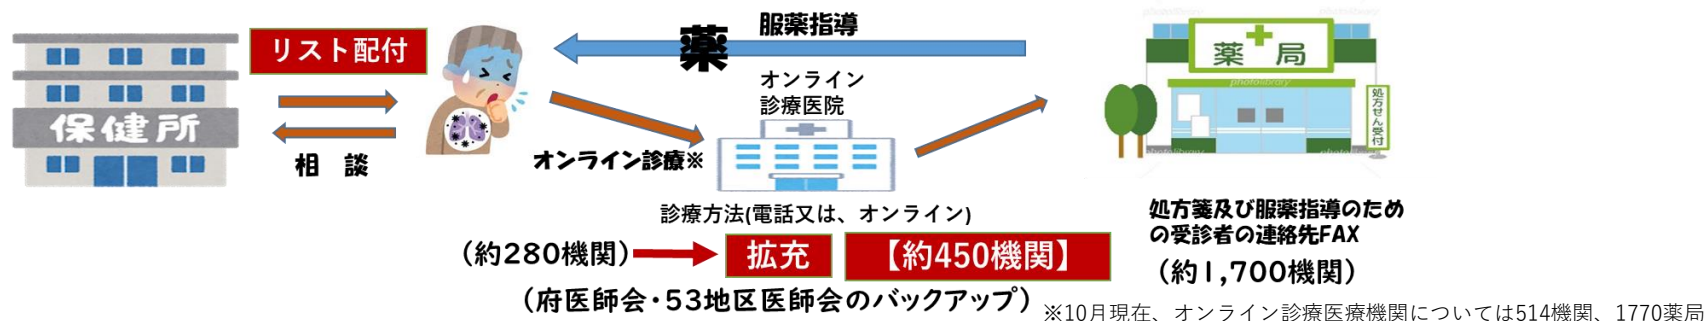 リスト配付
保健所
相 談
薬
服薬指導
オンライン
診療医院
オンライン診療※
診療方法(電話又は、オンライン)
(約280機関)
拡充
【約450機関】
(府医師会・53地区医師会のバックアップ)
薬局
photolibrary
処方せん受付
photolibrary
photolibrary
処方箋及び服薬指導のため
の受診者の連絡先FAX
(約1,700機関)
※10月現在、オンライン診療医療機関については514機関、1770薬局